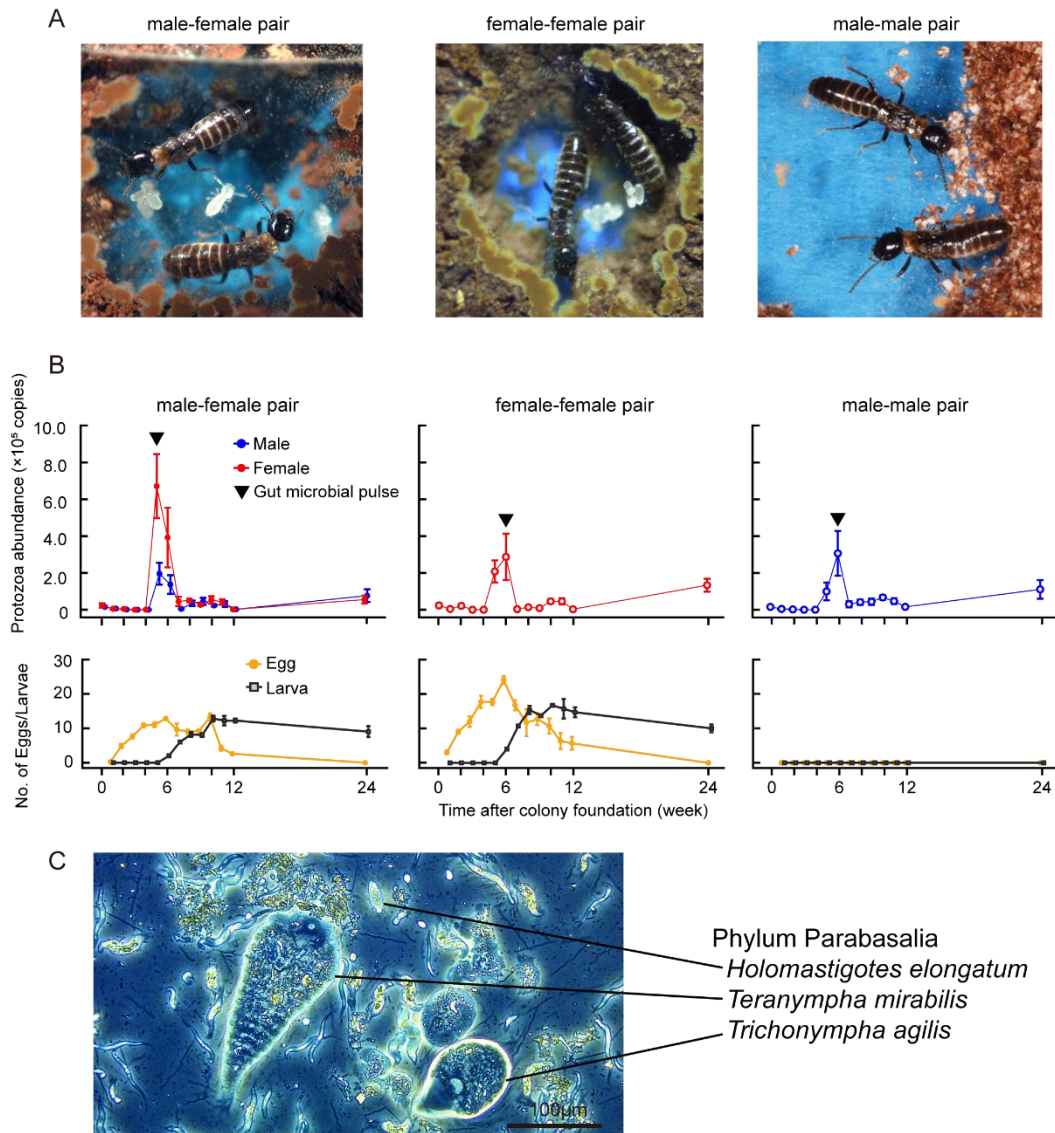 A
male-female pair
female-female pair
male-male pair
B
male-female pair
female-female pair
male-male pair
Protozoa abundance (×10⁵ copies)
10.0
8.0
6.0
4.0
2.0
0
Male
Female
Gut microbial pulse
No. of Eggs/Larvae
30
20
10
0
Egg
Larva
0 6 12 24
0 6 12 24
0 6 12 24
Time after colony foundation (week)
C
Phylum Parabasalia
Holomastigotes elongatum
Teranympha mirabilis
Trichonympha agilis
100μm